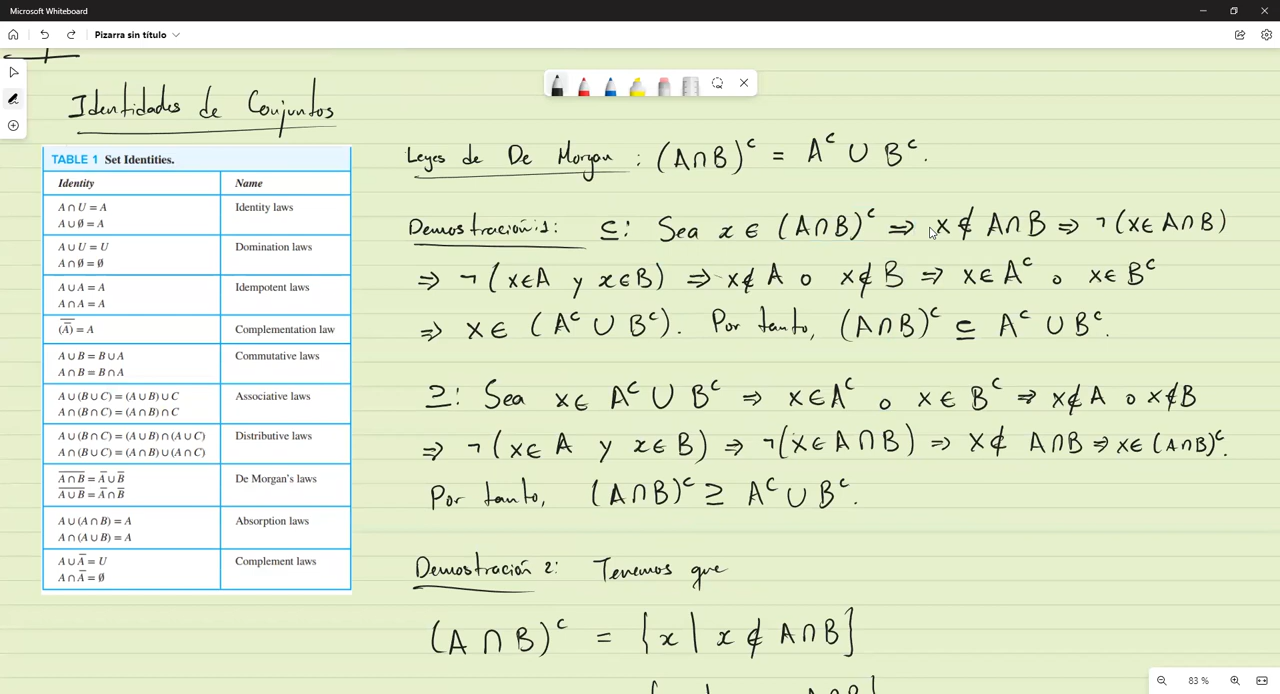 Microsoft Whiteboard
Pizarra sin título
Identidades de Conjuntos
TABLE 1 Set Identities.
Identity Name
A ∩ U = A
A ∪ ∅ = A
Identity laws
A ∪ U = U
A ∩ ∅ = ∅
Domination laws
A ∪ A = A
A ∩ A = A
Idempotent laws
(A̅)̅ = A
Complementation law
A ∪ B = B ∪ A
A ∩ B = B ∩ A
Commutative laws
A ∪ (B ∪ C) = (A ∪ B) ∪ C
A ∩ (B ∩ C) = (A ∩ B) ∩ C
Associative laws
A ∪ (B ∩ C) = (A ∪ B) ∩ (A ∪ C)
A ∩ (B ∪ C) = (A ∩ B) ∪ (A ∩ C)
Distributive laws
A̅ ̅∩̅ ̅B̅ = A̅ ∪ B̅
A̅ ̅∪̅ ̅B̅ = A̅ ∩ B̅
De Morgan's laws
A ∪ (A ∩ B) = A
A ∩ (A ∪ B) = A
Absorption laws
A ∪ A̅ = U
A ∩ A̅ = ∅
Complement laws
Leyes de De Morgan : (A∩B)ᶜ = Aᶜ ∪ Bᶜ.
Demostración 1: ⊆: Sea x ∈ (A∩B)ᶜ ⇒ x ∉ A∩B ⇒ ¬(x∈A∩B)
⇒ ¬(x∈A y x∈B) ⇒ x∉A o x∉B ⇒ x∈Aᶜ o x∈Bᶜ
⇒ x∈ (Aᶜ ∪ Bᶜ). Por tanto, (A∩B)ᶜ ⊆ Aᶜ ∪ Bᶜ.
⊇: Sea x∈ Aᶜ ∪ Bᶜ ⇒ x∈Aᶜ o x∈Bᶜ ⇒ x∉A o x∉B
⇒ ¬(x∈A y x∈B) ⇒ ¬(x∈A∩B) ⇒ x∉ A∩B ⇒ x∈(A∩B)ᶜ.
Por tanto, (A∩B)ᶜ ⊇ Aᶜ ∪ Bᶜ.
Demostración 2: Tenemos que
(A∩B)ᶜ = {x | x ∉ A∩B}
83 %